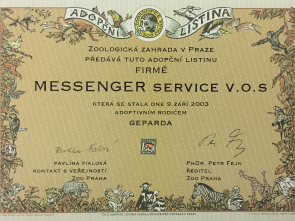 ADOPČNÍ LISTINA
ZOOLOGICKÁ ZAHRADA V PRAZE
PŘEDÁVÁ TUTO ADOPČNÍ LISTINU
FIRMĚ
MESSENGER SERVICE V.O.S
KTERÁ SE STALA DNE 9.ZÁŘÍ 2003
ADOPTIVNÍM RODIČEM
GEPARDA
PAVLÍNA FIALOVÁ
KONTAKT S VEŘEJNOSTÍ
ZOO PRAHA
PHDR. PETR FEJK
ŘEDITEL
ZOO PRAHA